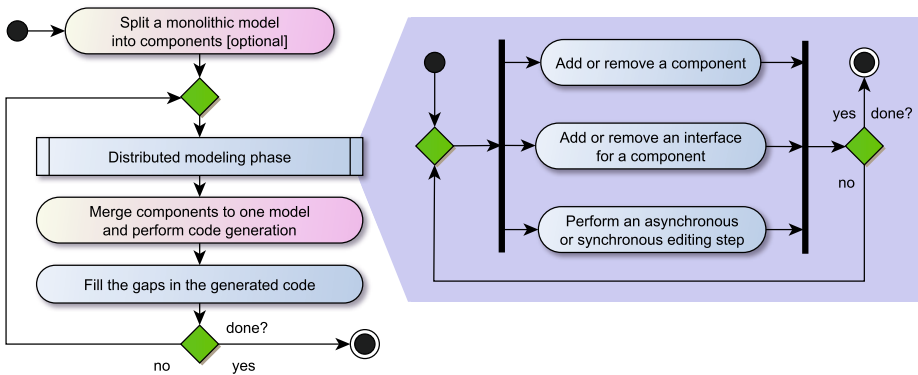 Split a monolithic model
into components [optional]
Distributed modeling phase
Merge components to one model
and perform code generation
Fill the gaps in the generated code
done?
no
yes
Add or remove a component
Add or remove an interface
for a component
Perform an asynchronous
or synchronous editing step
yes
done?
no